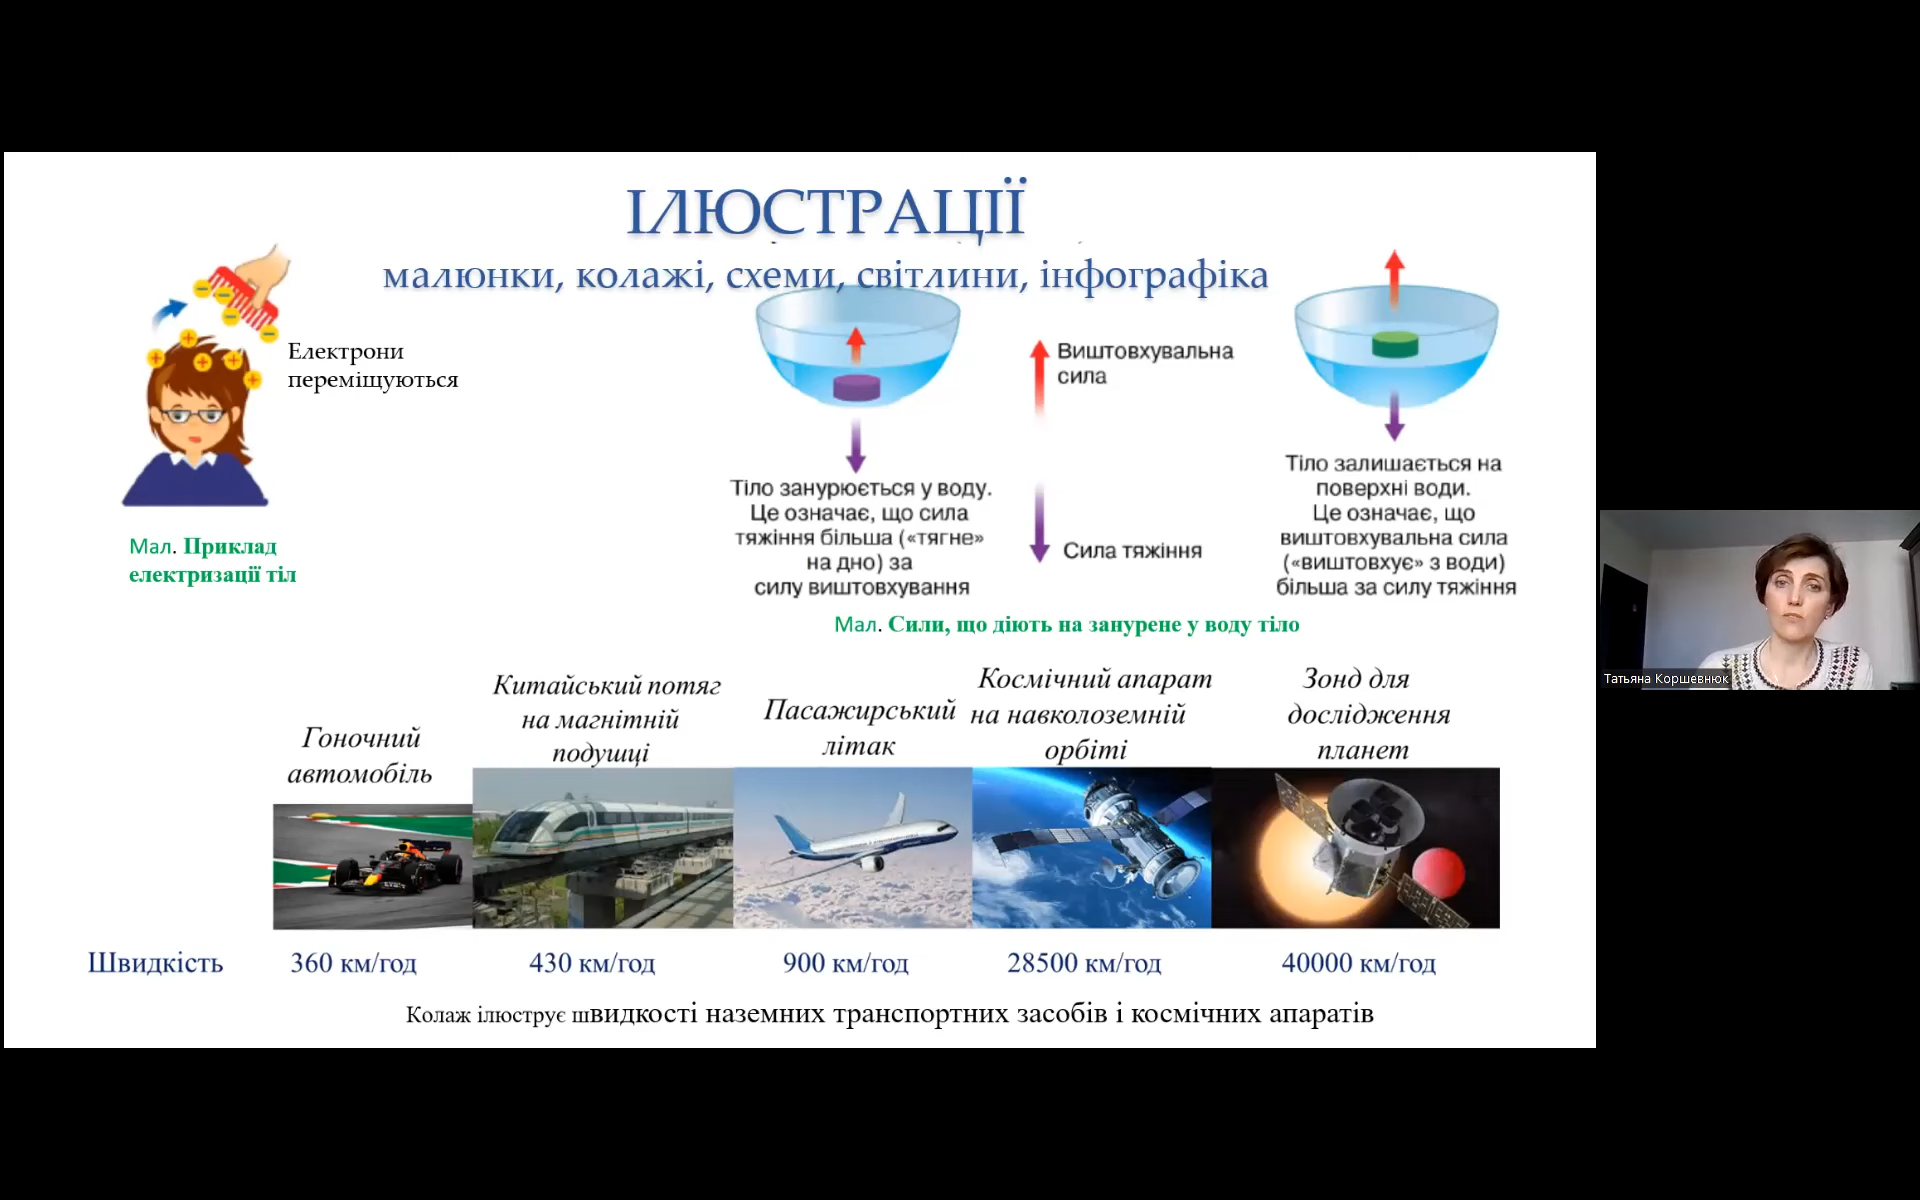 ІЛЮСТРАЦІЇ
малюнки, колажі, схеми, світлини, інфографіка
Електрони
переміщуються
Мал. Приклад
електризації тіл
Тіло занурюється у воду.
Це означає, що сила
тяжіння більша («тягне»
на дно) за
силу виштовхування
Виштовхувальна
сила
Сила тяжіння
Тіло залишається на
поверхні води.
Це означає, що
виштовхувальна сила
(«виштовхує» з води)
більша за силу тяжіння
Мал. Сили, що діють на занурене у воду тіло
Гоночний
автомобіль
Китайський потяг
на магнітній
подушці
Пасажирський
літак
Космічний апарат
на навколоземній
орбіті
Зонд для
дослідження
планет
Швидкість
360 км/год
430 км/год
900 км/год
28500 км/год
40000 км/год
Колаж ілюструє швидкості наземних транспортних засобів і космічних апаратів
Татьяна Коршевнюк